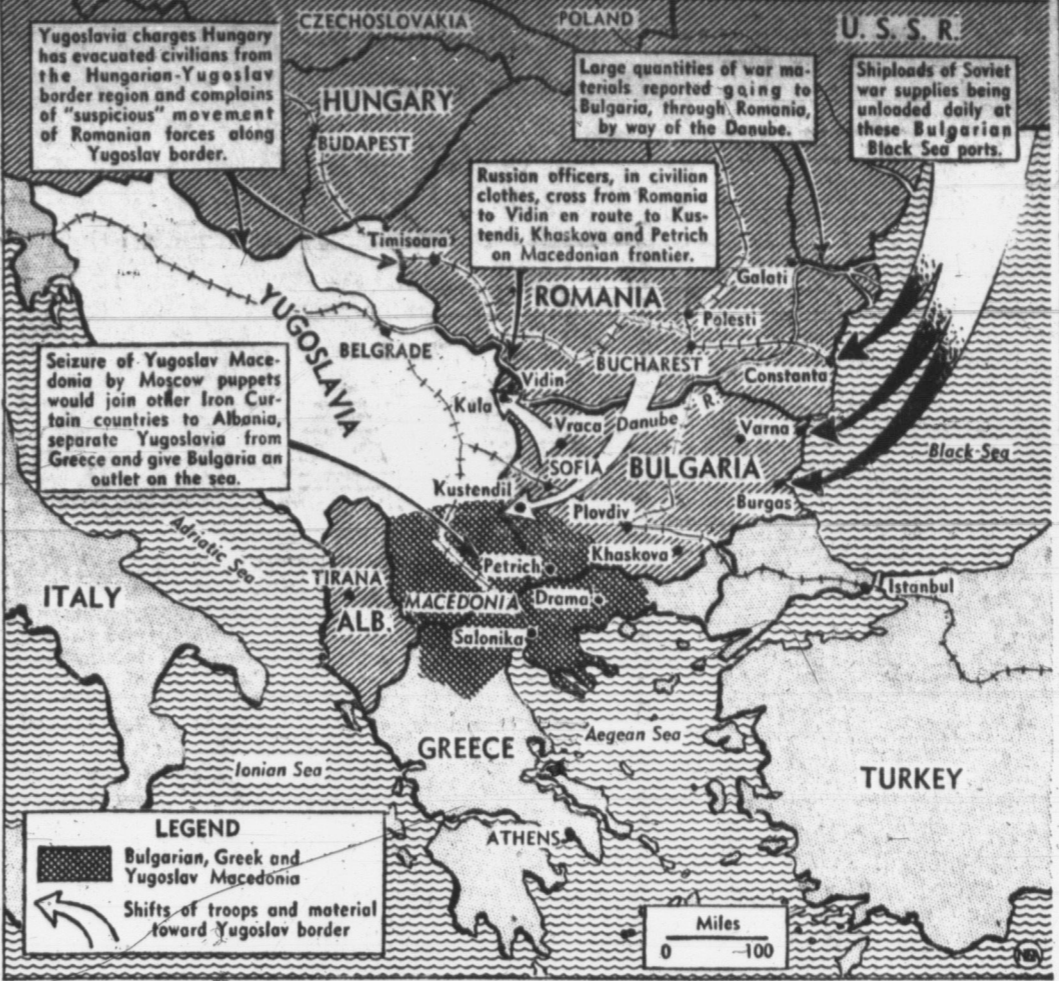 CZECHOSLOVAKIA
POLAND
U. S. S. R.
Yugoslavia charges Hungary
has evacuated civilians from
the Hungarian-Yugoslav
border region and complains
of "suspicious" movement
of Romanian forces along
Yugoslav border.
Large quantities of war ma-
terials reported going to
Bulgaria, through Romania,
by way of the Danube.
Shiploads of Soviet
war supplies being
unloaded daily at
these Bulgarian
Black Sea ports.
HUNGARY
BUDAPEST
Russian officers, in civilian
clothes, cross from Romania
to Vidin en route to Kus-
tendi, Khaskova and Petrich
on Macedonian frontier.
Timisoara
Galati
ROMANIA
Polesti
YUGOSLAVIA
BELGRADE
BUCHAREST
Constanta
Vidin
Kula
Seizure of Yugoslav Mace-
donia by Moscow puppets
would join other Iron Cur-
tain countries to Albania,
separate Yugoslavia from
Greece and give Bulgaria an
outlet on the sea.
Vraca
Danube R.
Varna
Black Sea
SOFIA
BULGARIA
Kustendil
Burgas
Plovdiv
Adriatic Sea
Khaskova
Petrich
TIRANA
ITALY
MACEDONIA
Drama
Istanbul
ALB.
Salonika
GREECE
Aegean Sea
Ionian Sea
TURKEY
ATHENS
LEGEND
Bulgarian, Greek and
Yugoslav Macedonia
Shifts of troops and material
toward Yugoslav border
Miles
0 100
NEA